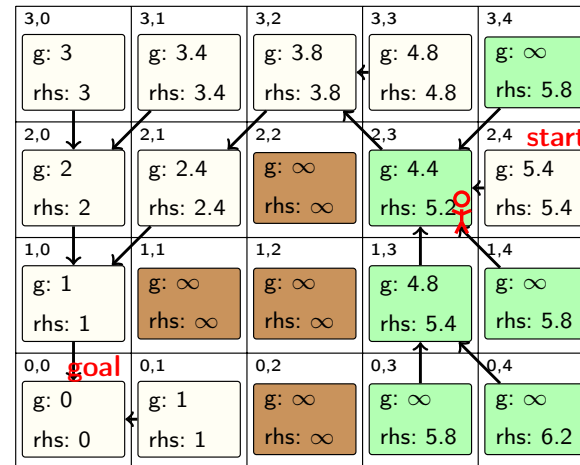 3,0 3,1 3,2 3,3 3,4
g: 3 g: 3.4 g: 3.8 g: 4.8 g: ∞
rhs: 3 rhs: 3.4 rhs: 3.8 rhs: 4.8 rhs: 5.8
2,0 2,1 2,2 2,3 2,4
start
g: 2 g: 2.4 g: ∞ g: 4.4 g: 5.4
rhs: 2 rhs: 2.4 rhs: ∞ rhs: 5.2 rhs: 5.4
1,0 1,1 1,2 1,3 1,4
g: 1 g: ∞ g: ∞ g: 4.8 g: ∞
rhs: 1 rhs: ∞ rhs: ∞ rhs: 5.4 rhs: 5.8
0,0 goal 0,1 0,2 0,3 0,4
g: 0 g: 1 g: ∞ g: ∞ g: ∞
rhs: 0 rhs: 1 rhs: ∞ rhs: 5.8 rhs: 6.2